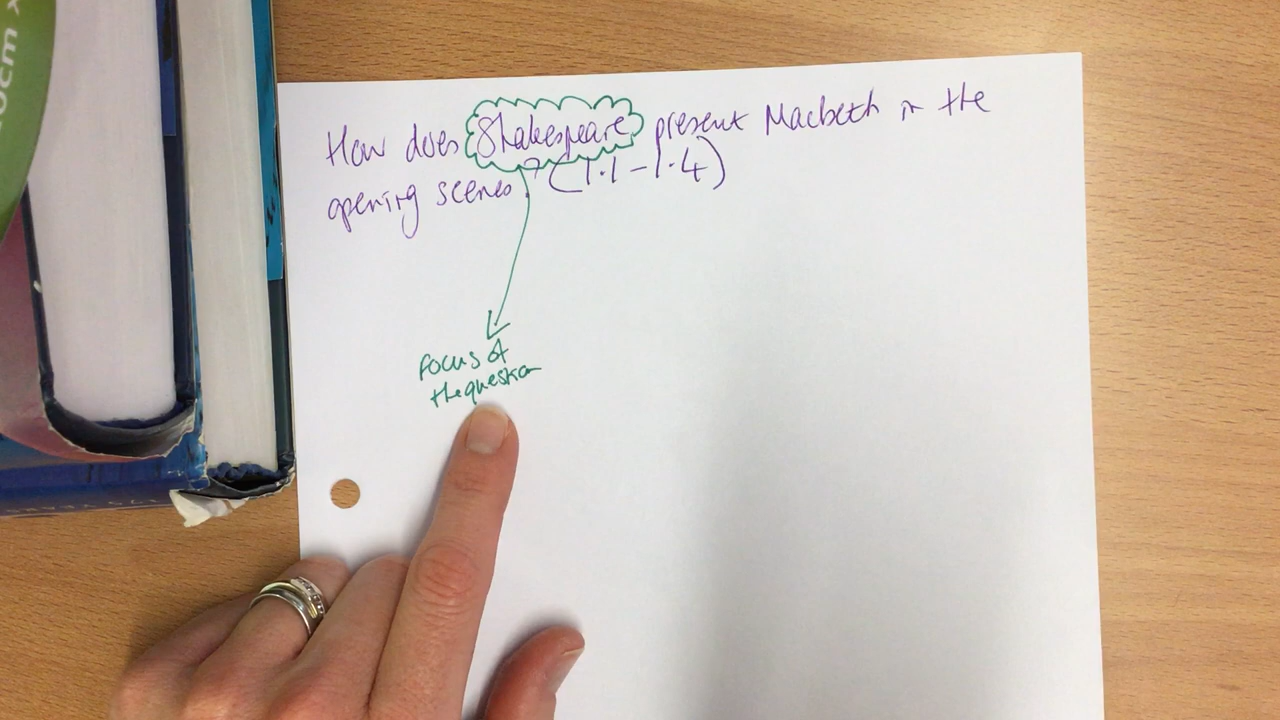 How does Shakespeare present Macbeth in the
opening scenes? (1.1-1.4)
focus of
the question